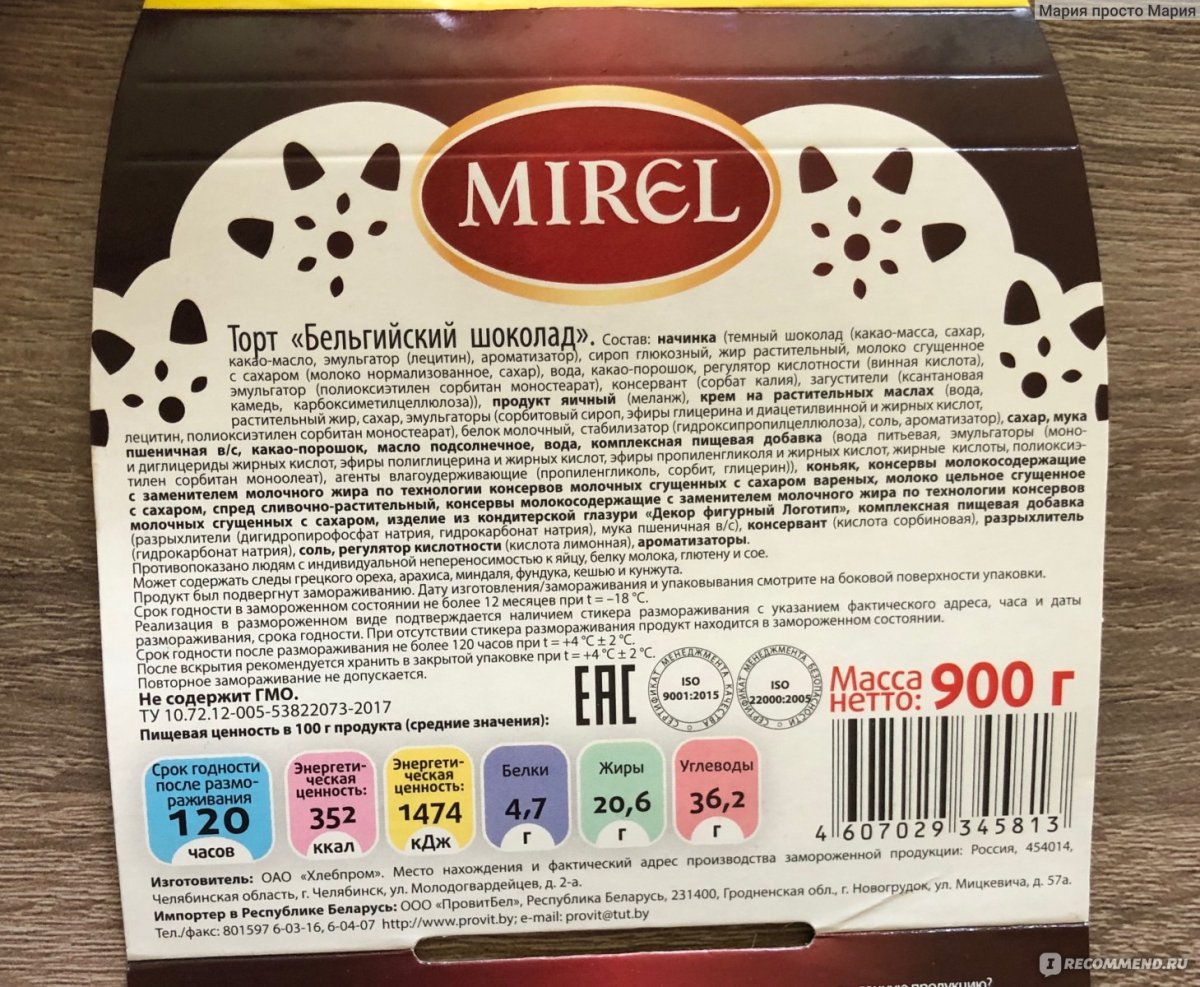 Мария просто Мария
MIREL
Торт «Бельгийский шоколад». Состав: начинка (темный шоколад (какао-масса, сахар,
какао-масло, эмульгатор (лецитин), ароматизатор), сироп глюкозный, жир растительный, молоко сгущенное
с сахаром (молоко нормализованное, сахар), вода, какао-порошок, регулятор кислотности (винная кислота),
эмульгатор (полиоксиэтилен сорбитан моностеарат), консервант (сорбат калия), загустители (ксантановая
камедь, карбоксиметилцеллюлоза)), продукт яичный (меланж), крем на растительных маслах (вода,
растительный жир, сахар, эмульгаторы (сорбитовый сироп, эфиры глицерина и диацетилвинной и жирных кислот,
лецитин, полиоксиэтилен сорбитан моностеарат), белок молочный, стабилизатор (гидроксипропилцеллюлоза), соль, ароматизатор), сахар, мука
пшеничная в/с, какао-порошок, масло подсолнечное, вода, комплексная пищевая добавка (вода питьевая, эмульгаторы (моно-
и диглицериды жирных кислот, эфиры полиглицерина и жирных кислот, эфиры пропиленгликоля и жирных кислот, жирные кислоты, полиоксиэ-
тилен сорбитан моноолеат), агенты влагоудерживающие (пропиленгликоль, сорбит, глицерин)), коньяк, консервы молокосодержащие
с заменителем молочного жира по технологии консервов молочных сгущенных с сахаром вареных, молоко цельное сгущенное
с сахаром, спред сливочно-растительный, консервы молокосодержащие с заменителем молочного жира по технологии консервов
молочных сгущенных с сахаром, изделие из кондитерской глазури «Декор фигурный Логотип», комплексная пищевая добавка
(разрыхлители (дигидропирофосфат натрия, гидрокарбонат натрия), мука пшеничная в/с), консервант (кислота сорбиновая), разрыхлитель
(гидрокарбонат натрия), соль, регулятор кислотности (кислота лимонная), ароматизаторы.
Противопоказано людям с индивидуальной непереносимостью к яйцу, белку молока, глютену и сое.
Может содержать следы грецкого ореха, арахиса, миндаля, фундука, кешью и кунжута.
Продукт был подвергнут замораживанию. Дату изготовления/замораживания и упаковывания смотрите на боковой поверхности упаковки.
Срок годности в замороженном состоянии не более 12 месяцев при t = –18 °С.
Реализация в размороженном виде подтверждается наличием стикера размораживания с указанием фактического адреса, часа и даты
размораживания, срока годности. При отсутствии стикера размораживания продукт находится в замороженном состоянии.
Срок годности после размораживания не более 120 часов при t = +4 °С ± 2 °С.
После вскрытия рекомендуется хранить в закрытой упаковке при t = +4 °С ± 2 °С.
Повторное замораживание не допускается.
Не содержит ГМО.
ТУ 10.72.12-005-53822073-2017
Пищевая ценность в 100 г продукта (средние значения):
ЕАС
СЕРТИФИКАТ МЕНЕДЖМЕНТА КАЧЕСТВА
ISO
9001:2015
СЕРТИФИКАТ МЕНЕДЖМЕНТА БЕЗОПАСНОСТИ
ISO
22000:2005
Масса
нетто: 900 г
Срок годности
после размо-
раживания
120
часов
Энергети-
ческая
ценность:
352
ккал
Энергети-
ческая
ценность:
1474
кДж
Белки
4,7
г
Жиры
20,6
г
Углеводы
36,2
г
4 607029 345813
Изготовитель: ОАО «Хлебпром». Место нахождения и фактический адрес производства замороженной продукции: Россия, 454014,
Челябинская область, г. Челябинск, ул. Молодогвардейцев, д. 2-а.
Импортер в Республике Беларусь: ООО «ПровитБел», Республика Беларусь, 231400, Гродненская обл., г. Новогрудок, ул. Мицкевича, д. 57а.
Тел./факс: 801597 6-03-16, 6-04-07 http://www.provit.by; e-mail: provit@tut.by
продукцию?
IRECOMMEND.RU